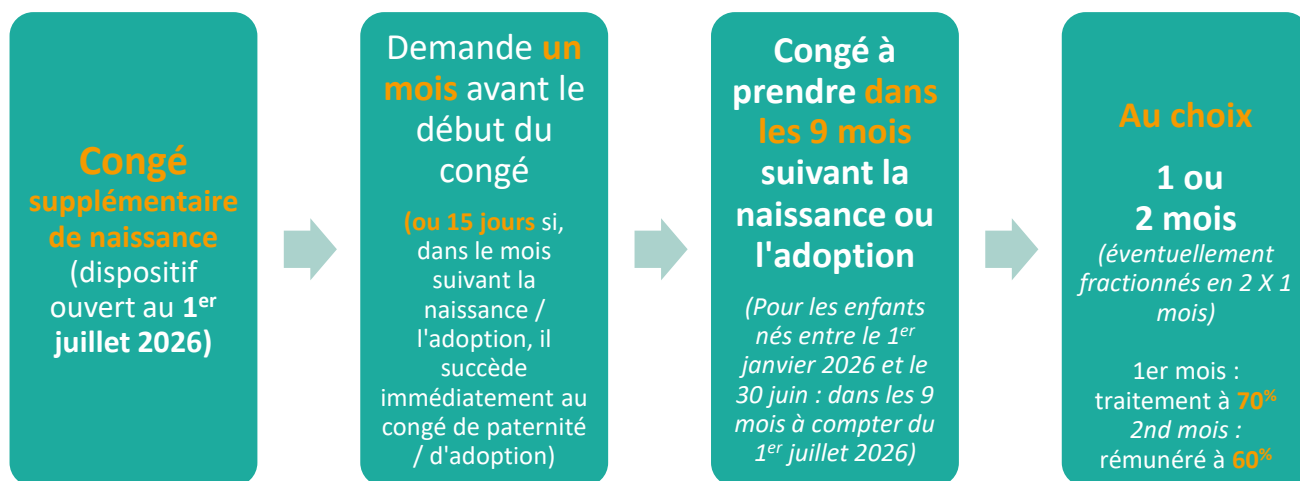 Congé
supplémentaire
de naissance
(dispositif
ouvert au 1er
juillet 2026)
Demande un
mois avant le
début du
congé
(ou 15 jours si,
dans le mois
suivant la
naissance /
l'adoption, il
succède
immédiatement au
congé de paternité
/ d'adoption)
Congé à
prendre dans
les 9 mois
suivant la
naissance ou
l'adoption
(Pour les enfants
nés entre le 1er
janvier 2026 et le
30 juin : dans les 9
mois à compter du
1er juillet 2026)
Au choix
1 ou
2 mois
(éventuellement
fractionnés en 2 X 1
mois)
1er mois :
traitement à 70%
2nd mois :
rémunéré à 60%